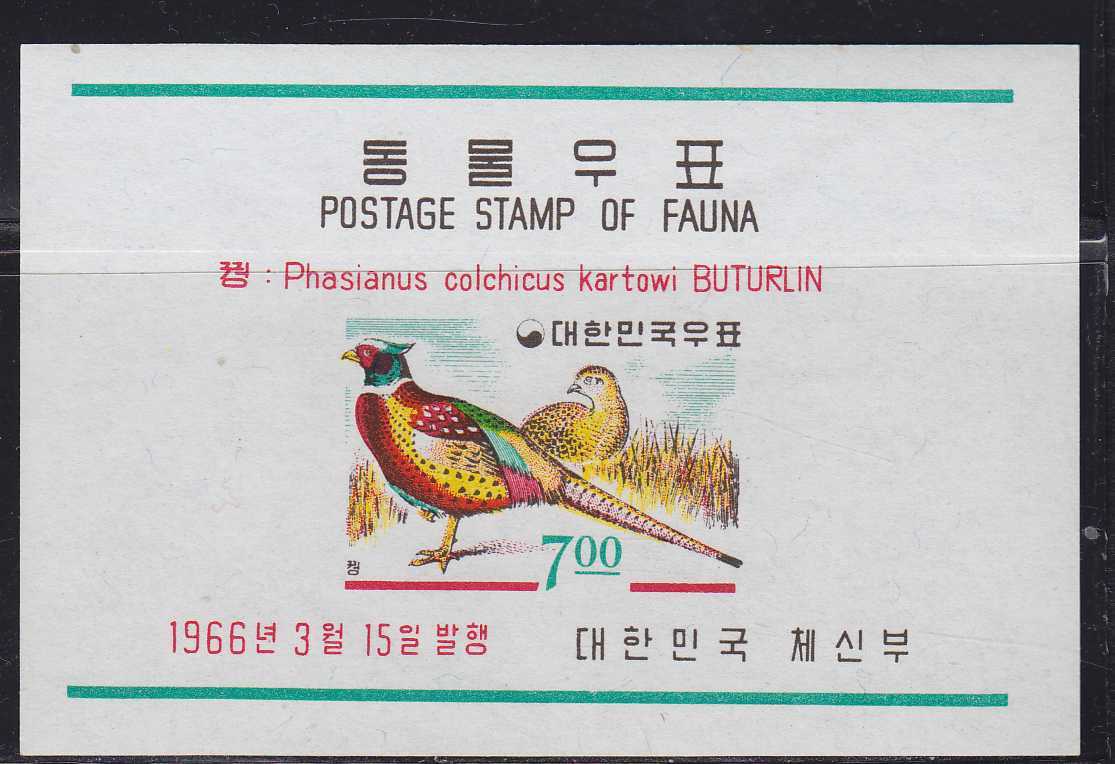 동물우표
POSTAGE STAMP OF FAUNA
꿩 : Phasianus colchicus kartowi BUTURLIN
대한민국우표
꿩
7 00
1966년 3월 15일 발행
대한민국 체신부